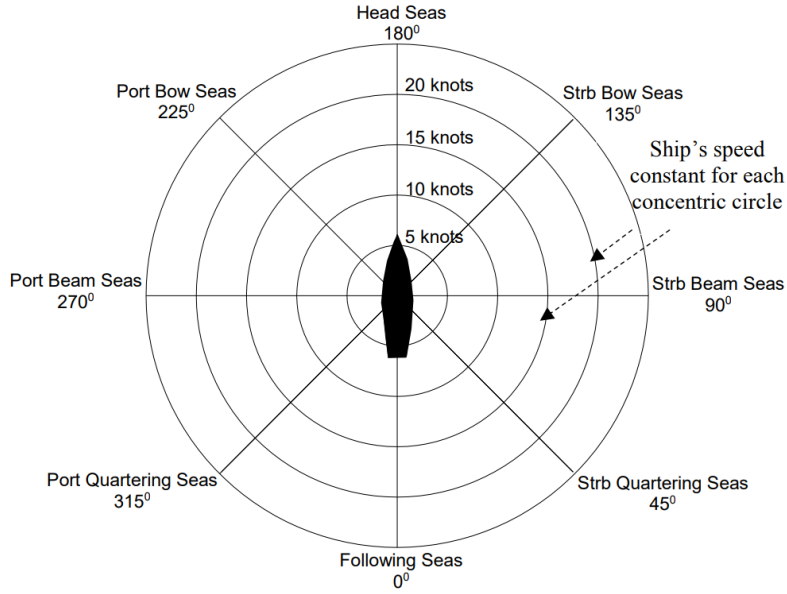 Head Seas
180⁰
Port Bow Seas
225⁰
20 knots
Strb Bow Seas
135⁰
15 knots
Ship’s speed
constant for each
concentric circle
10 knots
5 knots
Port Beam Seas
270⁰
Strb Beam Seas
90⁰
Port Quartering Seas
315⁰
Strb Quartering Seas
45⁰
Following Seas
0⁰